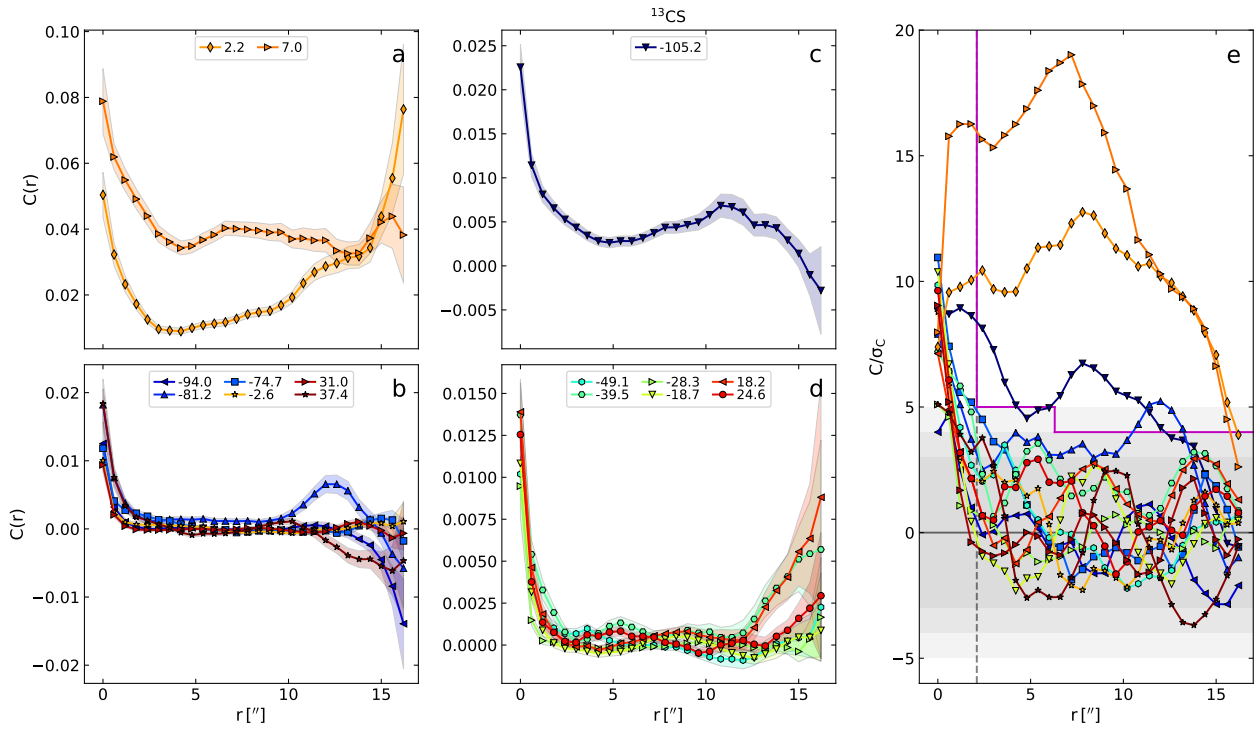 ¹³CS
a
2.2 7.0
C(r)
0.10
0.08
0.06
0.04
0.02
c
-105.2
0.025
0.020
0.015
0.010
0.005
0.000
−0.005
b
-94.0 -74.7 31.0
-81.2 -2.6 37.4
C(r)
0.02
0.01
0.00
−0.01
−0.02
0 5 10 15
r [″]
d
-49.1 -28.3 18.2
-39.5 -18.7 24.6
0.0150
0.0125
0.0100
0.0075
0.0050
0.0025
0.0000
0 5 10 15
r [″]
e
C/σ_C
20
15
10
5
0
−5
0 5 10 15
r [″]